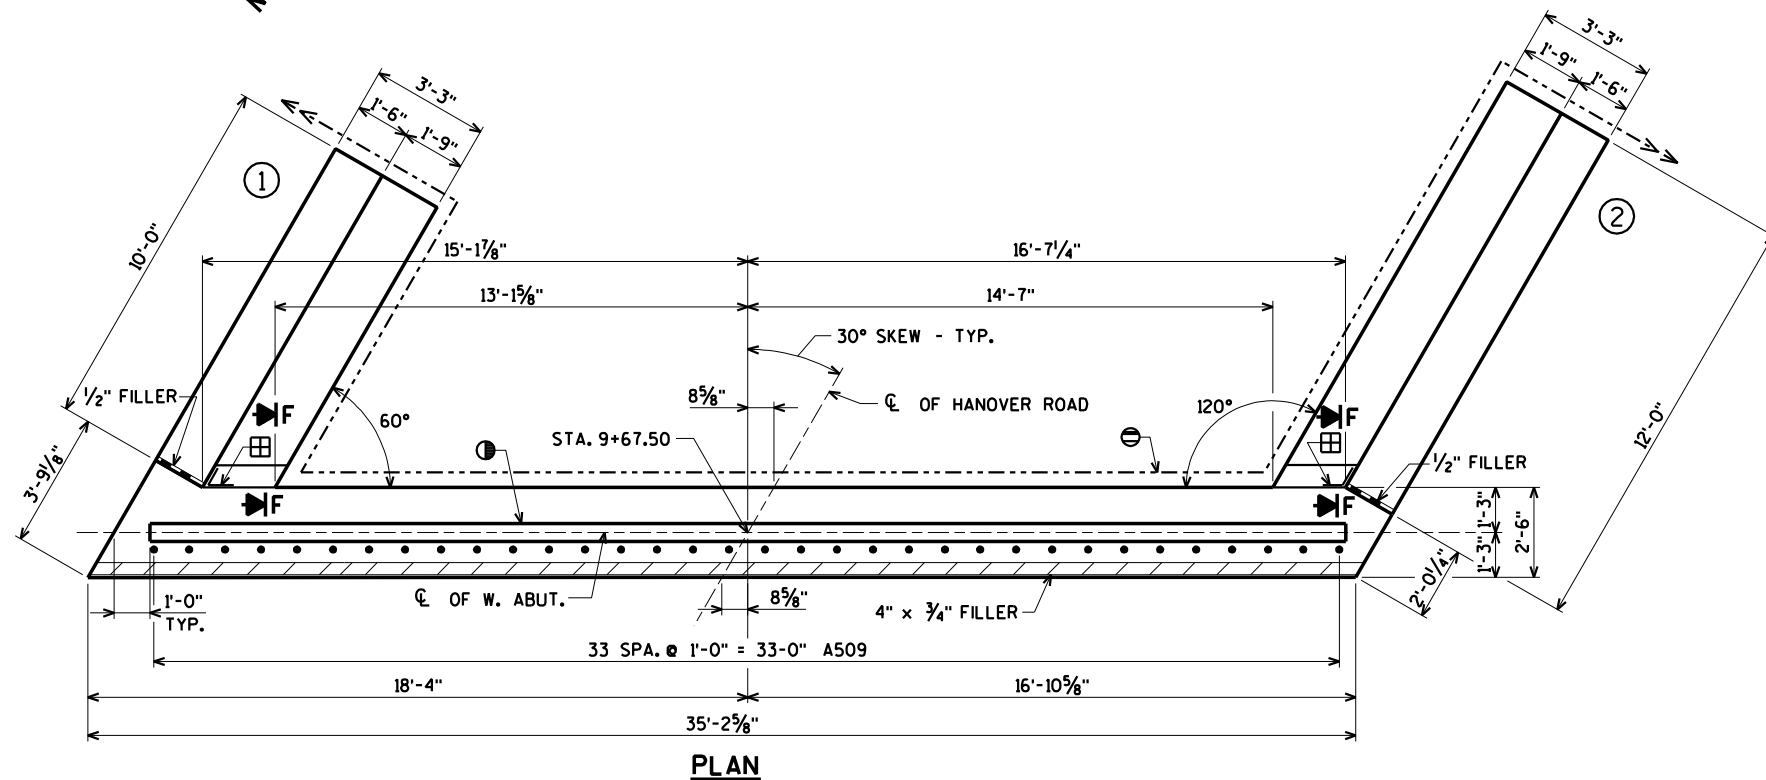 3'-3"
1'-6"
1'-9"
3'-3"
1'-9"
1'-6"
1
2
10'-0"
15'-1⅞"
16'-7¼"
13'-1⅝"
14'-7"
30° SKEW - TYP.
½" FILLER
F
8⅝"
℄ OF HANOVER ROAD
60°
120°
F
12'-0"
STA. 9+67.50
½" FILLER
3'-9⅛"
F
F
1'-3"
2'-6"
1'-3"
2'-0¼"
1'-0"
TYP.
℄ OF W. ABUT.
8⅝"
4" x ¾" FILLER
33 SPA. @ 1'-0" = 33-0" A509
18'-4"
16'-10⅝"
35'-2⅝"
PLAN